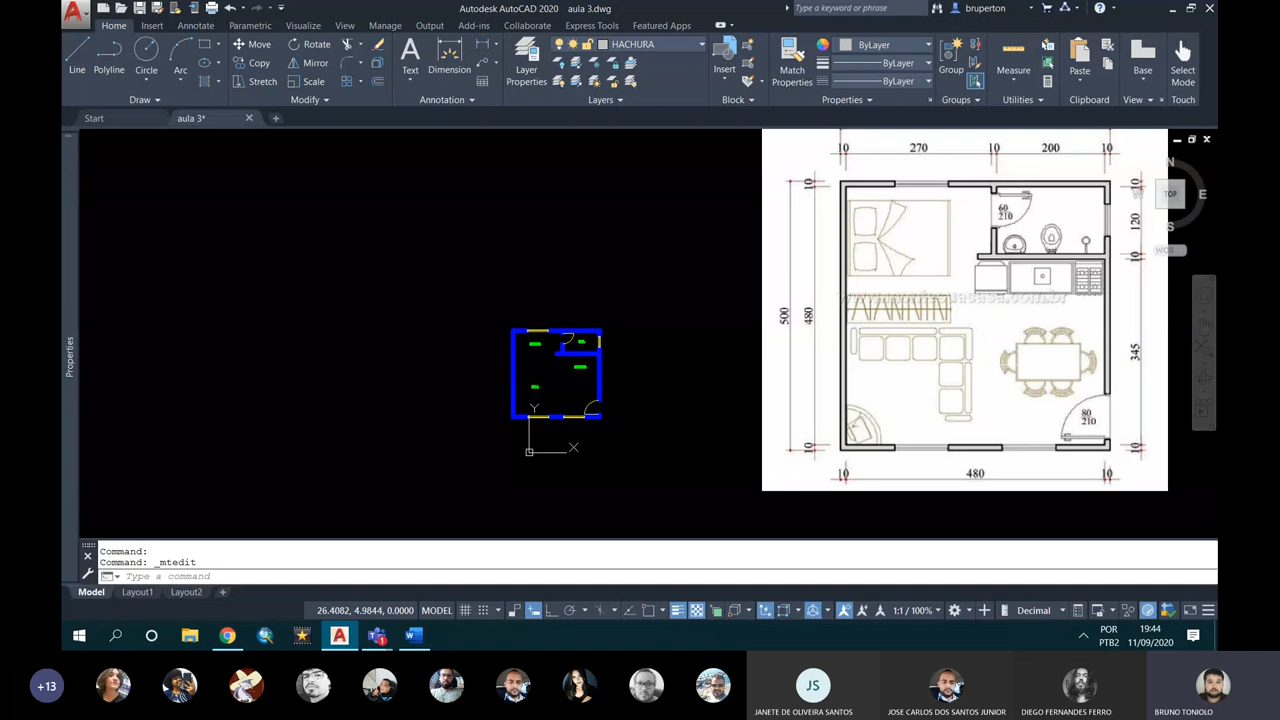 Autodesk AutoCAD 2020 aula 3.dwg
Type a keyword or phrase
bruperton
Home Insert Annotate Parametric Visualize View Manage Output Add-ins Collaborate Express Tools Featured Apps
Line Polyline Circle Arc
Move Rotate
Copy Mirror
Stretch Scale
Text Dimension
Layer Properties
HACHURA
Insert
Match Properties
ByLayer
ByLayer
ByLayer
Group Measure Paste Base Select Mode
Draw Modify Annotation Layers Block Properties Groups Utilities Clipboard View Touch
Start aula 3*
Properties
10 270 10 200 10
N
W TOP E
S
10
60
210
120
10
500 480
345
80
210
10 10
10 480 10
Y
X
Command:
Command: _mtedit
Type a command
Model Layout1 Layout2
26.4082, 4.9844, 0.0000 MODEL 1:1 / 100% Decimal
POR
PTB2
19:44
11/09/2020
+13
JS
JANETE DE OLIVEIRA SANTOS
JOSE CARLOS DOS SANTOS JUNIOR
DIEGO FERNANDES FERRO
BRUNO TONIOLO